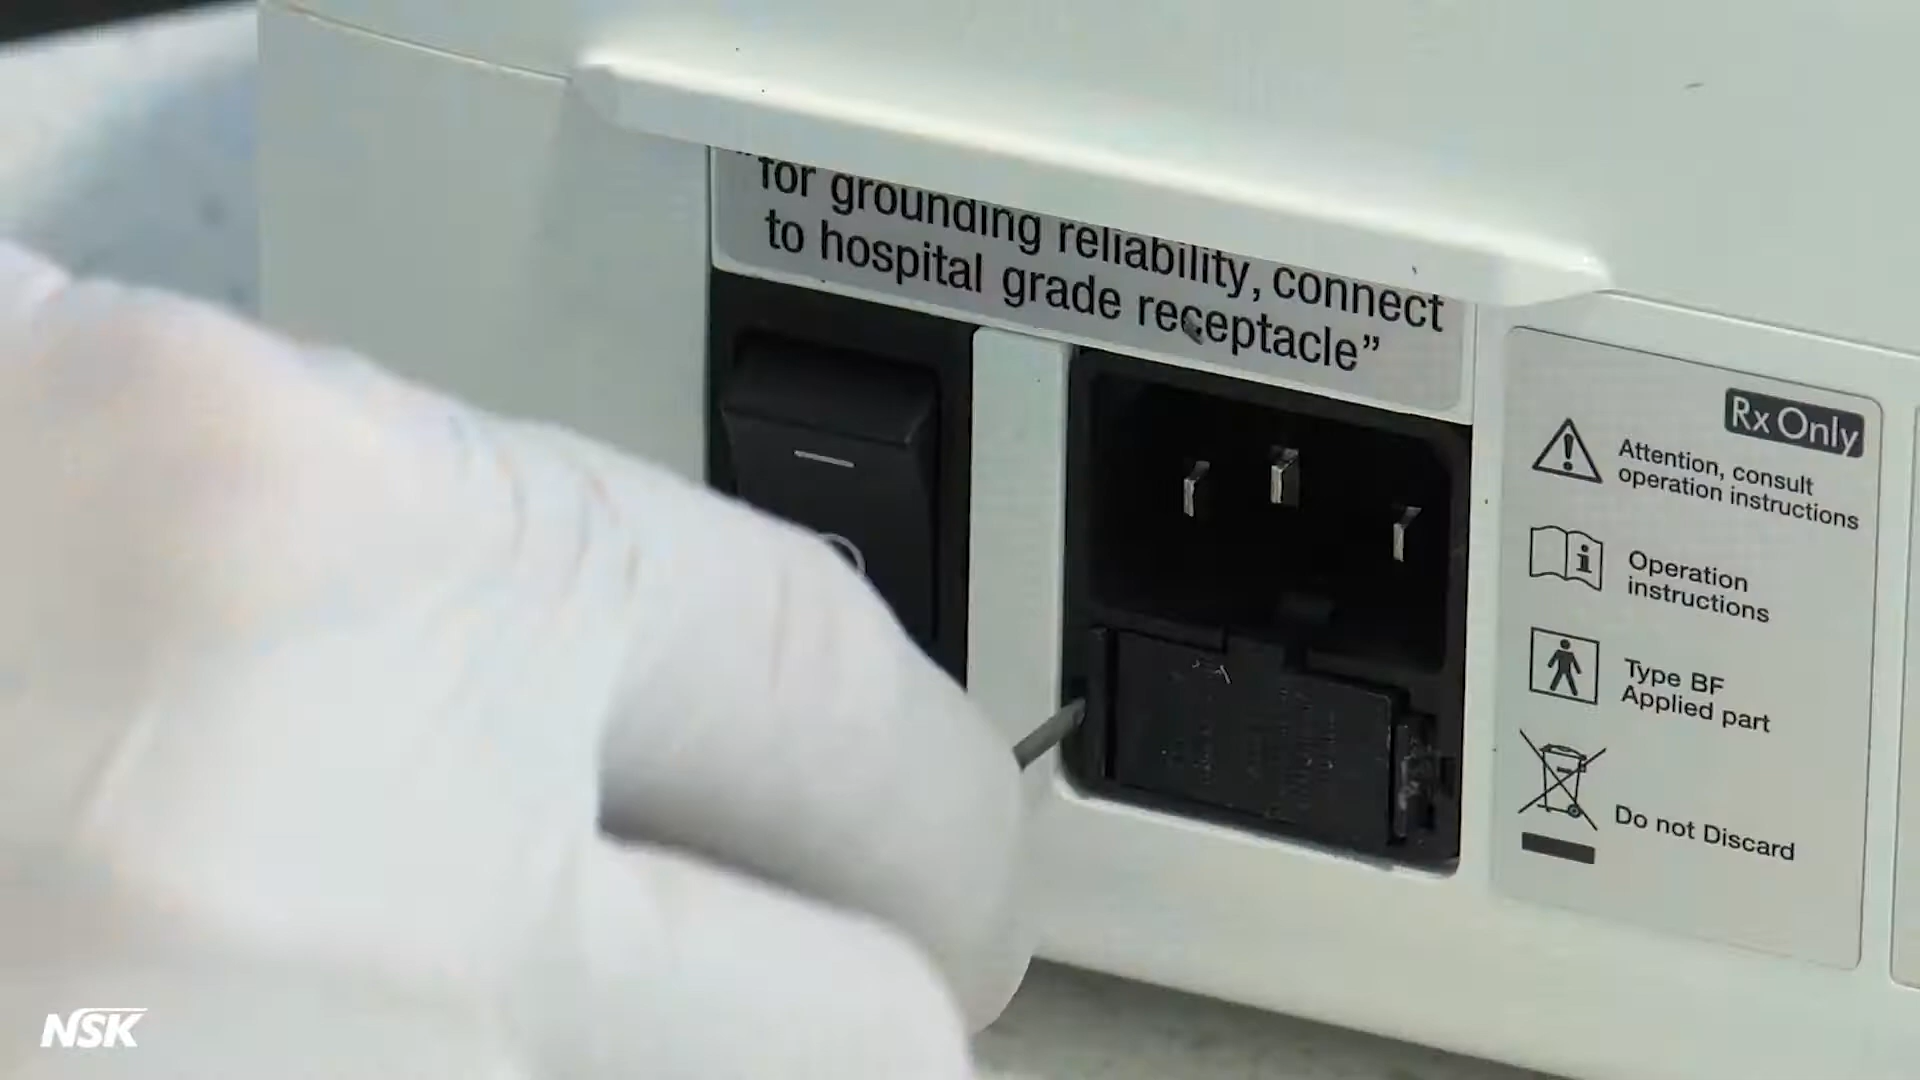 "for grounding reliability, connect
to hospital grade receptacle"
Rx Only
Attention, consult
operation instructions
Operation
instructions
Type BF
Applied part
Do not Discard
NSK